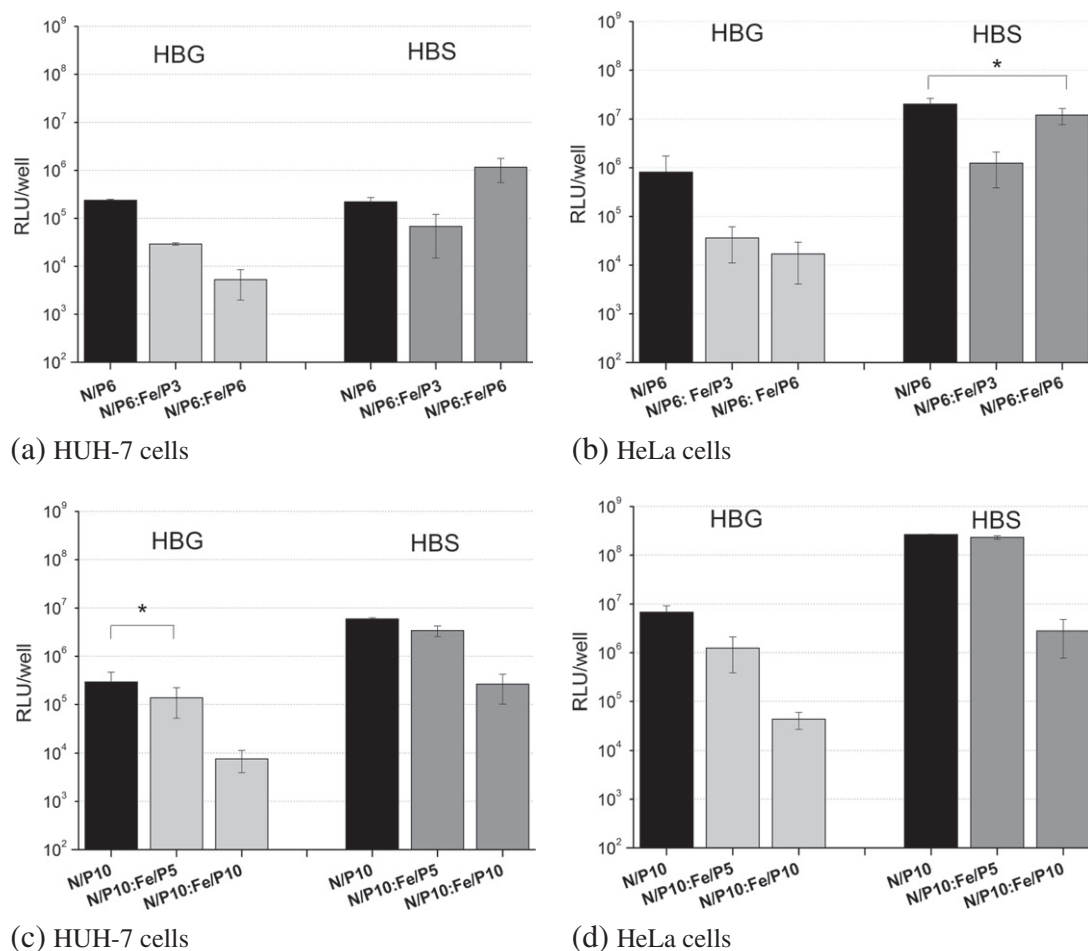 HBG HBS
RLU/well
10⁹
10⁸
10⁷
10⁶
10⁵
10⁴
10³
10²
N/P6 N/P6:Fe/P3 N/P6:Fe/P6 N/P6 N/P6:Fe/P3 N/P6:Fe/P6
(a) HUH-7 cells
HBG HBS
*
RLU/well
10⁹
10⁸
10⁷
10⁶
10⁵
10⁴
10³
10²
N/P6 N/P6: Fe/P3 N/P6: Fe/P6 N/P6 N/P6:Fe/P3 N/P6:Fe/P6
(b) HeLa cells
HBG HBS
*
RLU/well
10⁹
10⁸
10⁷
10⁶
10⁵
10⁴
10³
10²
N/P10 N/P10:Fe/P5 N/P10:Fe/P10 N/P10 N/P10:Fe/P5 N/P10:Fe/P10
(c) HUH-7 cells
HBG HBS
RLU/well
10⁹
10⁸
10⁷
10⁶
10⁵
10⁴
10³
10²
N/P10 N/P10:Fe/P5 N/P10:Fe/P10 N/P10 N/P10:Fe/P5 N/P10:Fe/P10
(d) HeLa cells